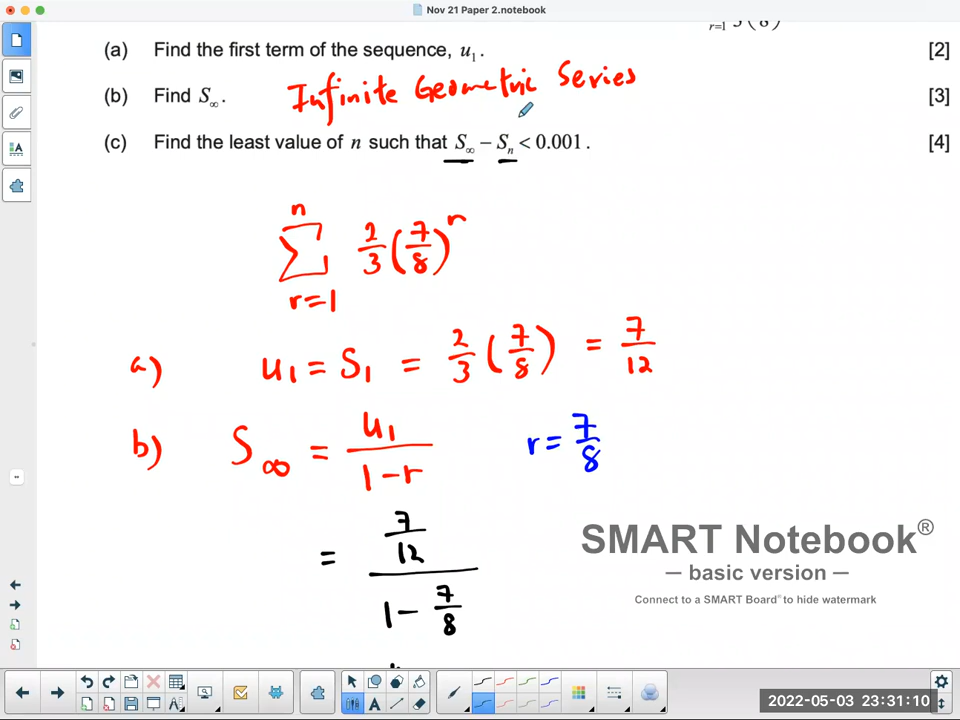 Nov 21 Paper 2.notebook
(a) Find the first term of the sequence, u₁. [2]
(b) Find S∞. [3]
Infinite Geometric Series
(c) Find the least value of n such that S∞ − Sₙ < 0.001. [4]
n
∑ 2/3 (7/8)^r
r=1
a) u₁ = S₁ = 2/3 (7/8) = 7/12
b) S∞ = u₁/(1−r) r = 7/8
= (7/12)/(1 − 7/8)
SMART Notebook®
— basic version —
Connect to a SMART Board® to hide watermark
2022-05-03 23:31:10